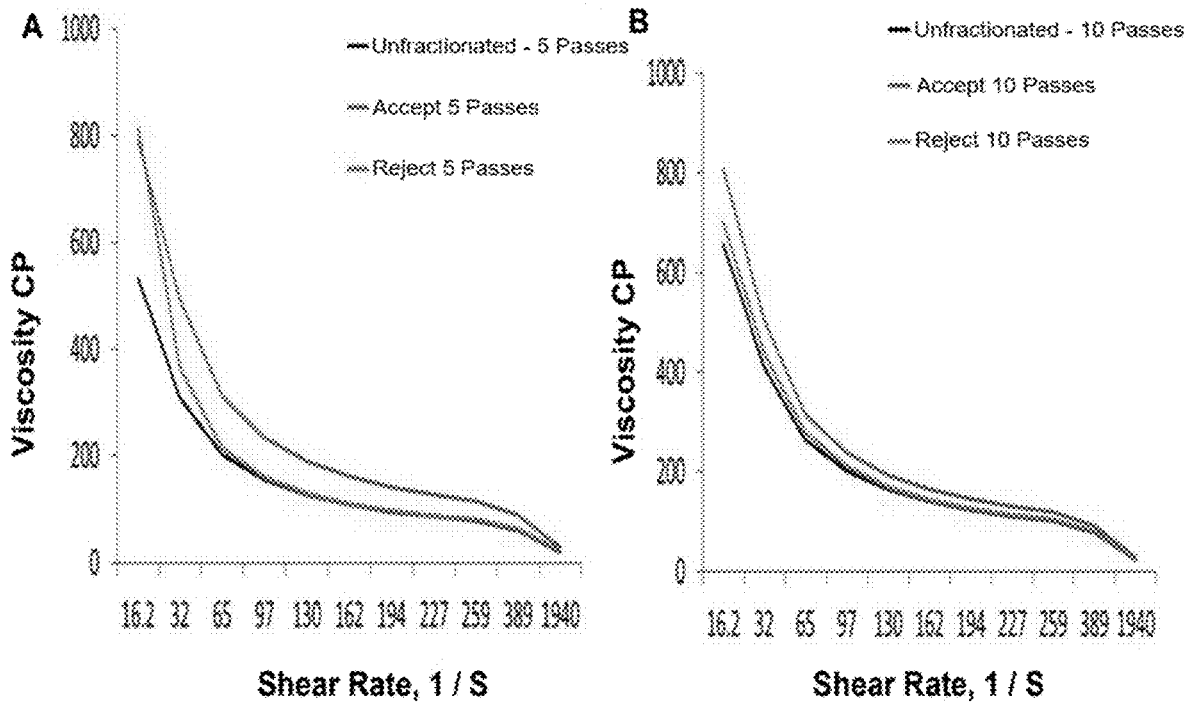 A
1000
800
600
400
200
0
Viscosity CP
Unfractionated - 5 Passes
Accept 5 Passes
Reject 5 Passes
16.2 32 65 97 130 162 194 227 259 389 1940
Shear Rate, 1 / S
B
1000
800
600
400
200
0
Viscosity CP
Unfractionated - 10 Passes
Accept 10 Passes
Reject 10 Passes
16.2 32 65 97 130 162 194 227 259 389 1940
Shear Rate, 1 / S